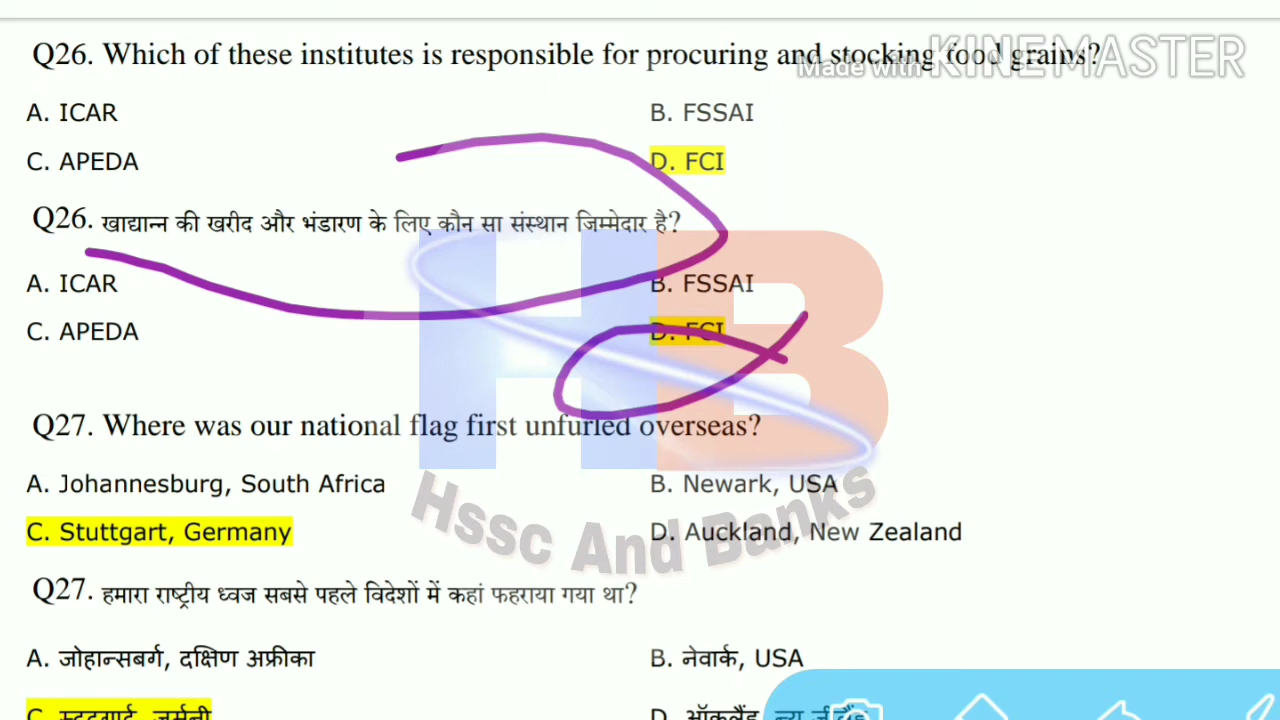 Q26. Which of these institutes is responsible for procuring and stocking food grains?
Made with KINEMASTER
A. ICAR
B. FSSAI
C. APEDA
D. FCI
Q26. खाद्यान्न की खरीद और भंडारण के लिए कौन सा संस्थान जिम्मेदार है?
A. ICAR
B. FSSAI
C. APEDA
D. FCI
HB
Q27. Where was our national flag first unfurled overseas?
A. Johannesburg, South Africa
B. Newark, USA
Hssc And Banks
C. Stuttgart, Germany
D. Auckland, New Zealand
Q27. हमारा राष्ट्रीय ध्वज सबसे पहले विदेशों में कहां फहराया गया था?
A. जोहान्सबर्ग, दक्षिण अफ्रीका
B. नेवार्क, USA
C.
D. ऑकलैंड,